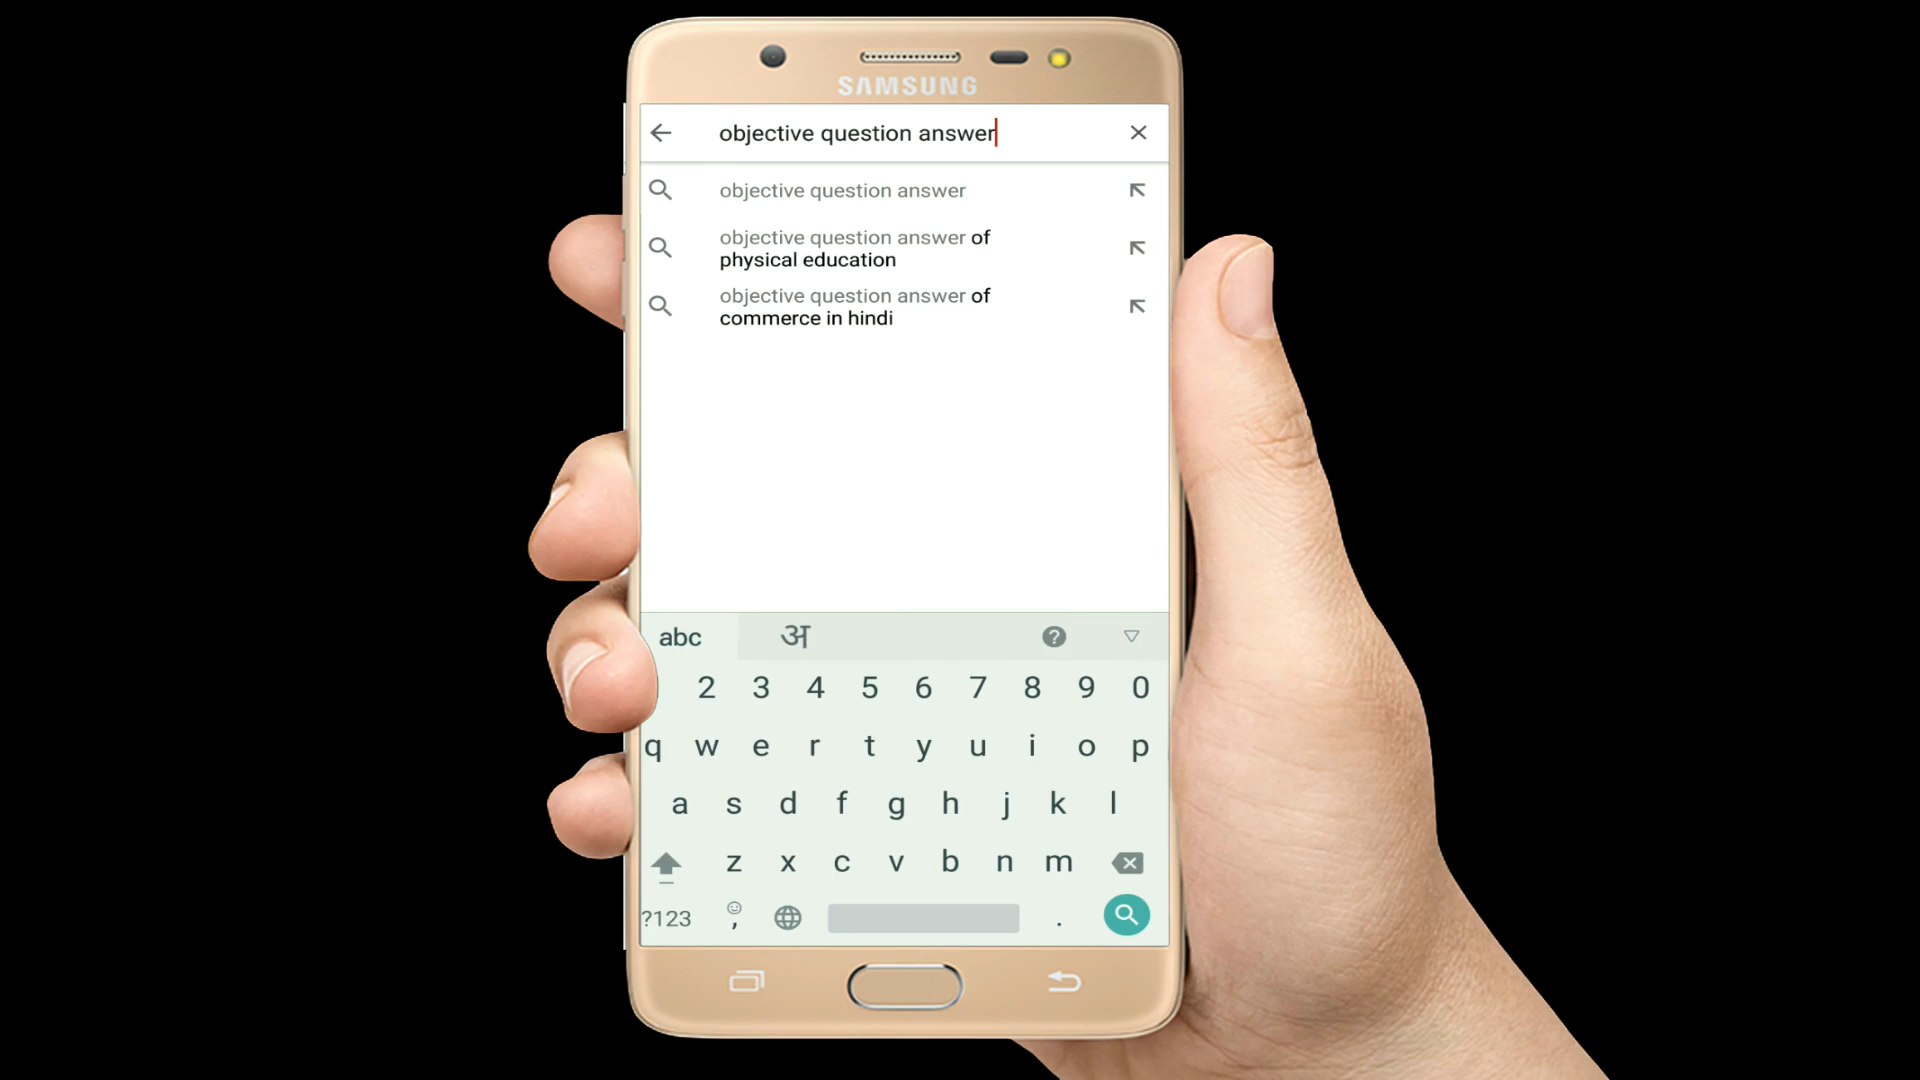 SAMSUNG
objective question answer
objective question answer
objective question answer of
physical education
objective question answer of
commerce in hindi
abc अ
2 3 4 5 6 7 8 9 0
q w e r t y u i o p
a s d f g h j k l
z x c v b n m
?123 , .